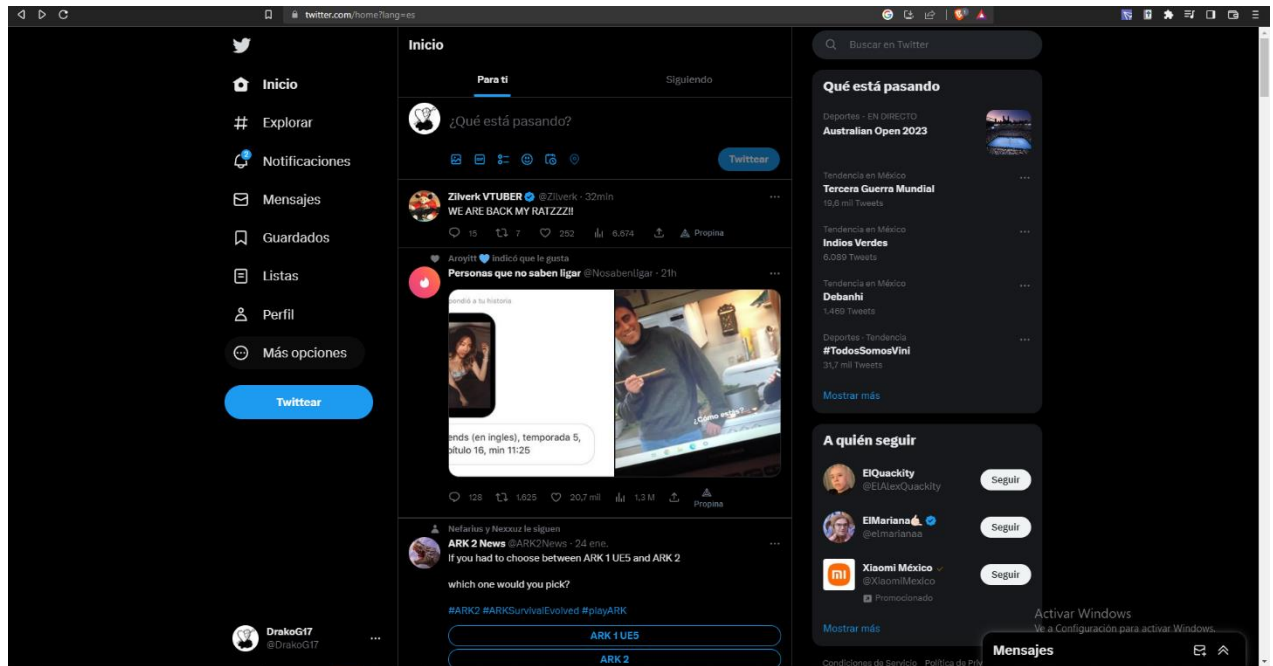 twitter.com/home?lang=es
Inicio
Explorar
2
Notificaciones
Mensajes
Guardados
Listas
Perfil
Más opciones
Twittear
DrakoG17
@DrakoG17
Inicio
Para ti
Siguiendo
¿Qué está pasando?
Twittear
Zilverk VTUBER @Zilverk · 32min
WE ARE BACK MY RATZZZ!!
15 7 252 6.674 Propina
Aroyitt 💙 indicó que le gusta
Personas que no saben ligar @Nosabenligar · 21h
pondió a tu historia
ends (en ingles), temporada 5,
pítulo 16, min 11:25
¿Cómo estás?
128 1.625 20,7 mil 1,3 M Propina
Nefarius y Nexxuz le siguen
ARK 2 News @ARK2News · 24 ene.
If you had to choose between ARK 1 UE5 and ARK 2
which one would you pick?
#ARK2 #ARKSurvivalEvolved #playARK
ARK 1 UE5
ARK 2
Buscar en Twitter
Qué está pasando
Deportes · EN DIRECTO
Australian Open 2023
Tendencia en México
Tercera Guerra Mundial
19,6 mil Tweets
Tendencia en México
Indios Verdes
6.089 Tweets
Tendencia en México
Debanhi
1.469 Tweets
Deportes · Tendencia
#TodosSomosVini
31,7 mil Tweets
Mostrar más
A quién seguir
ElQuackity
@ElAlexQuackity
Seguir
ElMariana
@elmarianaa
Seguir
mi
Xiaomi México
@XiaomiMexico
Seguir
Promocionado
Mostrar más
Activar Windows
Ve a Configuración para activar Windows.
Mensajes
Condiciones de Servicio Política de Priv